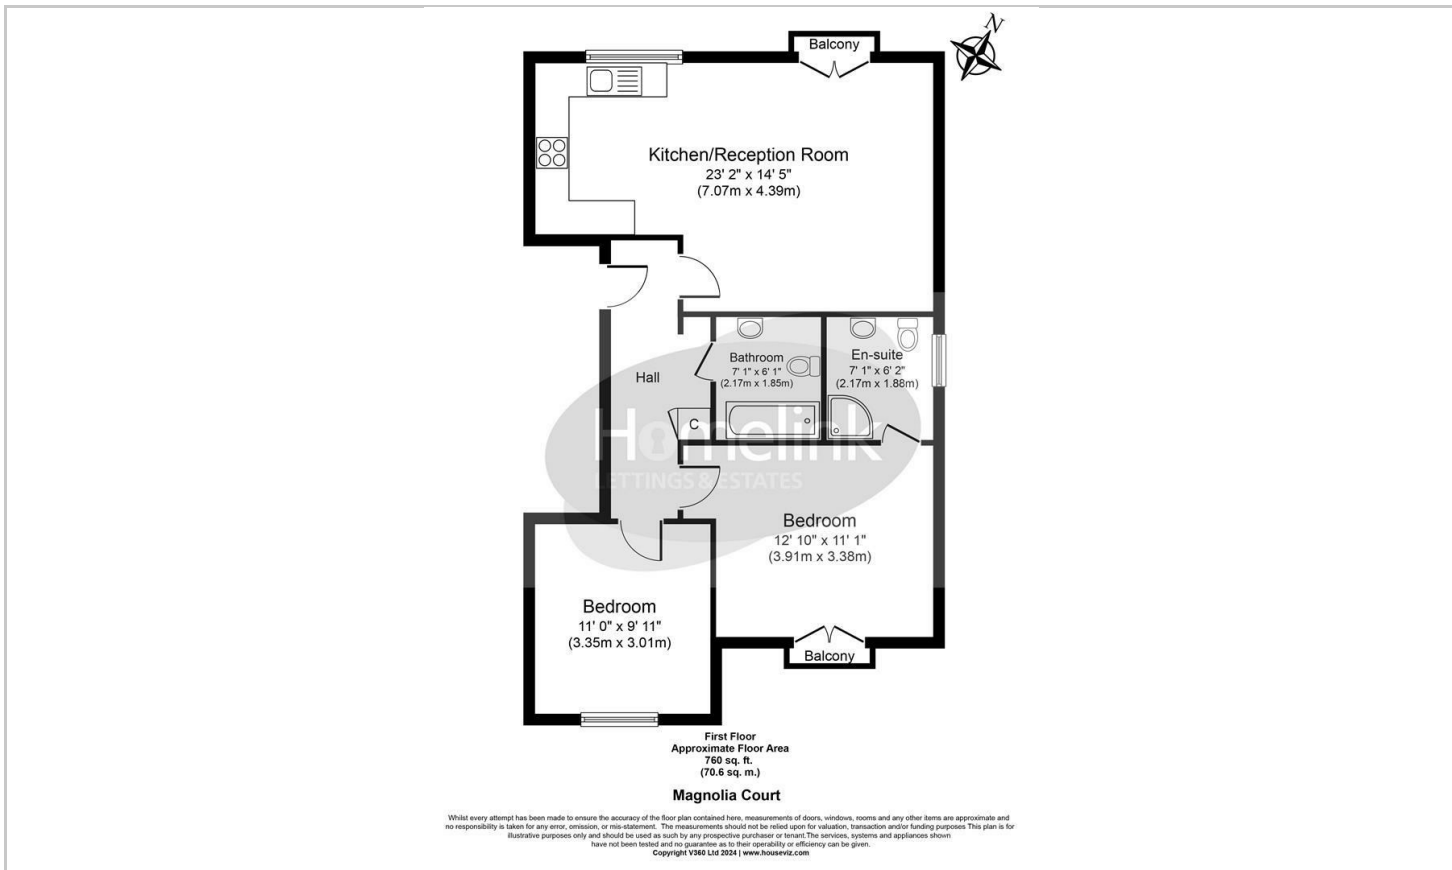 N
Balcony
Kitchen/Reception Room
23' 2" x 14' 5"
(7.07m x 4.39m)
Bathroom
7' 1" x 6' 1"
(2.17m x 1.85m)
En-suite
7' 1" x 6' 2"
(2.17m x 1.88m)
Hall
C
Homelink
LETTINGS & ESTATES
Bedroom
12' 10" x 11' 1"
(3.91m x 3.38m)
Bedroom
11' 0" x 9' 11"
(3.35m x 3.01m)
Balcony
First Floor
Approximate Floor Area
760 sq. ft.
(70.6 sq. m.)
Magnolia Court
Whilst every attempt has been made to ensure the accuracy of the floor plan contained here, measurements of doors, windows, rooms and any other items are approximate and
no responsibility is taken for any error, omission, or mis-statement. The measurements should not be relied upon for valuation, transaction and/or funding purposes This plan is for
illustrative purposes only and should be used as such by any prospective purchaser or tenant.The services, systems and appliances shown
have not been tested and no guarantee as to their operability or efficiency can be given.
Copyright V360 Ltd 2024 | www.houseviz.com